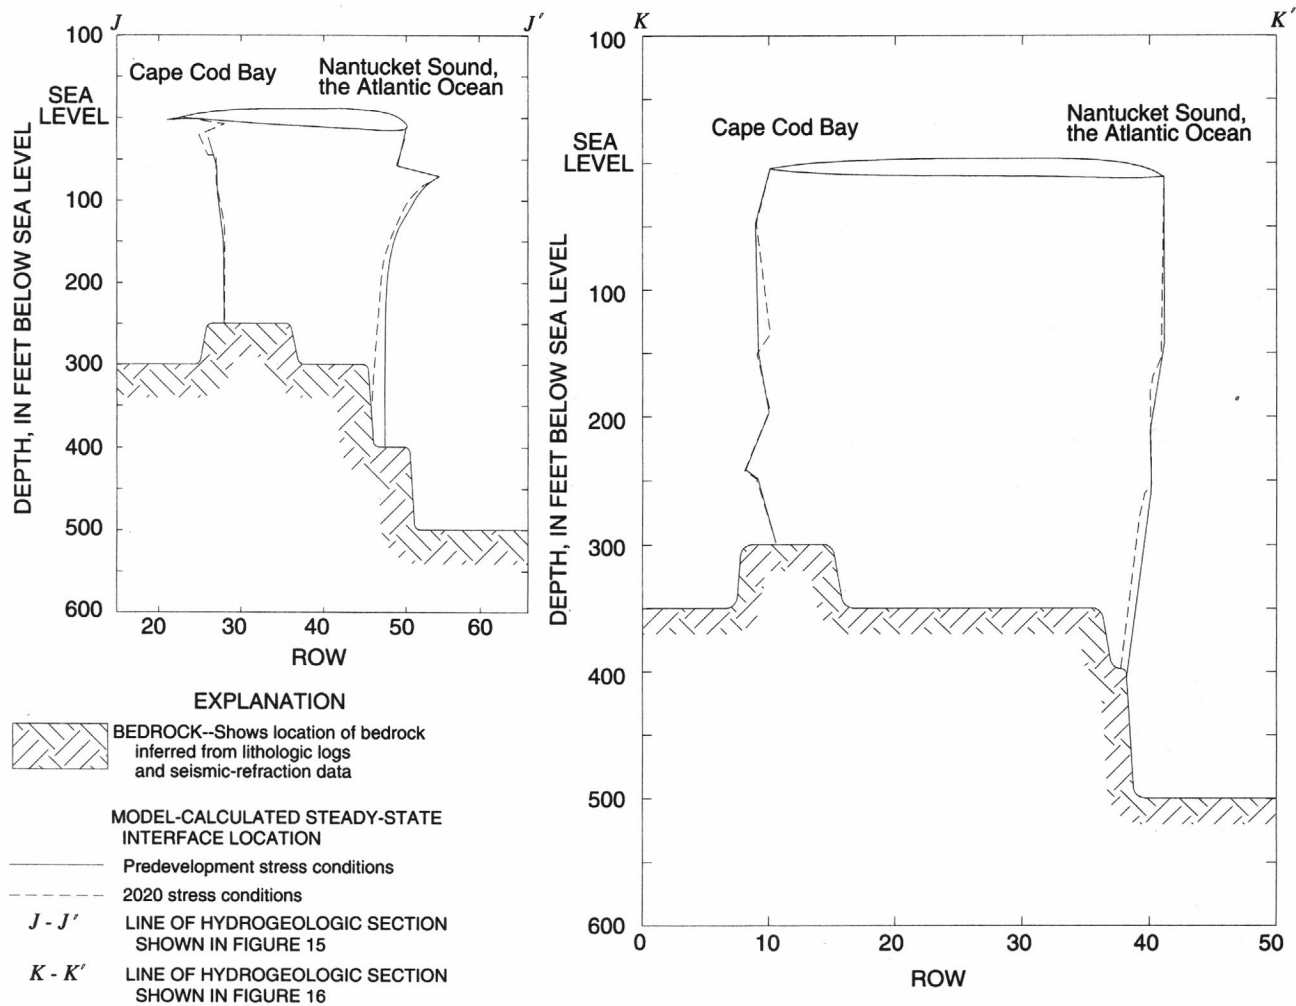 J
J′
100
SEA
LEVEL
100
200
300
400
500
600
DEPTH, IN FEET BELOW SEA LEVEL
Cape Cod Bay
Nantucket Sound,
the Atlantic Ocean
20
30
40
50
60
ROW
K
K′
100
SEA
LEVEL
100
200
300
400
500
600
DEPTH, IN FEET BELOW SEA LEVEL
Cape Cod Bay
Nantucket Sound,
the Atlantic Ocean
0
10
20
30
40
50
ROW
EXPLANATION
BEDROCK--Shows location of bedrock
inferred from lithologic logs
and seismic-refraction data
MODEL-CALCULATED STEADY-STATE
INTERFACE LOCATION
Predevelopment stress conditions
2020 stress conditions
J - J′ LINE OF HYDROGEOLOGIC SECTION
SHOWN IN FIGURE 15
K - K′ LINE OF HYDROGEOLOGIC SECTION
SHOWN IN FIGURE 16